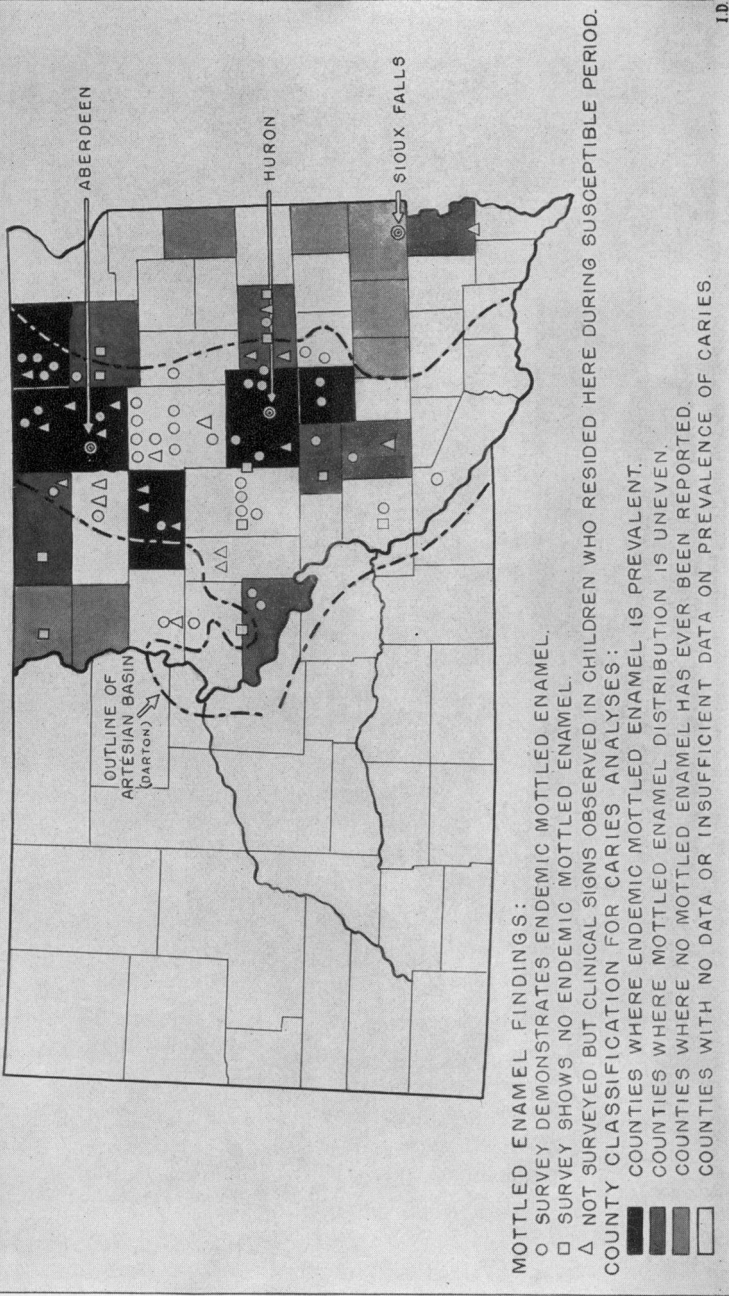 ABERDEEN
HURON
SIOUX FALLS
OUTLINE OF
ARTESIAN BASIN
(DARTON)
MOTTLED ENAMEL FINDINGS:
○ SURVEY DEMONSTRATES ENDEMIC MOTTLED ENAMEL.
□ SURVEY SHOWS NO ENDEMIC MOTTLED ENAMEL.
△ NOT SURVEYED BUT CLINICAL SIGNS OBSERVED IN CHILDREN WHO RESIDED HERE DURING SUSCEPTIBLE PERIOD.
COUNTY CLASSIFICATION FOR CARIES ANALYSES:
COUNTIES WHERE ENDEMIC MOTTLED ENAMEL IS PREVALENT.
COUNTIES WHERE MOTTLED ENAMEL DISTRIBUTION IS UNEVEN.
COUNTIES WHERE NO MOTTLED ENAMEL HAS EVER BEEN REPORTED.
COUNTIES WITH NO DATA OR INSUFFICIENT DATA ON PREVALENCE OF CARIES.
I.D.